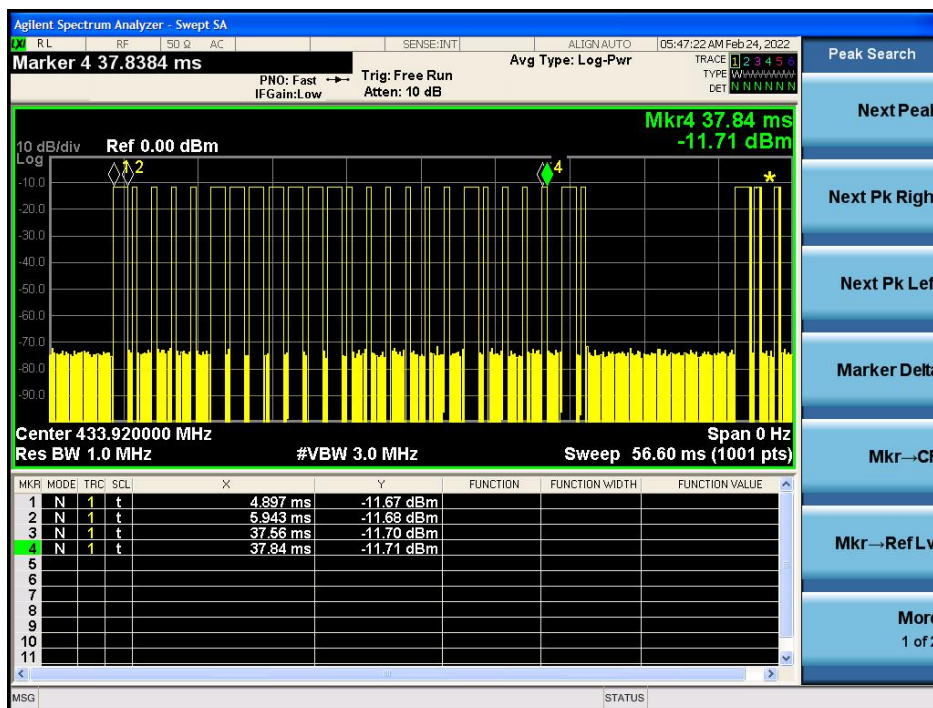 Agilent Spectrum Analyzer - Swept SA
LXI RL RF 50 Ω AC SENSE:INT ALIGNAUTO 05:47:22 AM Feb 24, 2022
Marker 4 37.8384 ms
PNO: Fast
IFGain:Low
Trig: Free Run
Atten: 10 dB
Avg Type: Log-Pwr
TRACE 1 2 3 4 5 6
TYPE WWWWWW
DET N N N N N N
Mkr4 37.84 ms
-11.71 dBm
10 dB/div Ref 0.00 dBm
Log
1 2 4 *
-10.0
-20.0
-30.0
-40.0
-50.0
-60.0
-70.0
-80.0
-90.0
Center 433.920000 MHz Span 0 Hz
Res BW 1.0 MHz #VBW 3.0 MHz Sweep 56.60 ms (1001 pts)
MKR MODE TRC SCL X Y FUNCTION FUNCTION WIDTH FUNCTION VALUE
1 N 1 t 4.897 ms -11.67 dBm
2 N 1 t 5.943 ms -11.68 dBm
3 N 1 t 37.56 ms -11.70 dBm
4 N 1 t 37.84 ms -11.71 dBm
5
6
7
8
9
10
11
MSG STATUS
Peak Search
Next Peak
Next Pk Righ
Next Pk Lef
Marker Delta
Mkr→CF
Mkr→Ref Lv
More
1 of 2